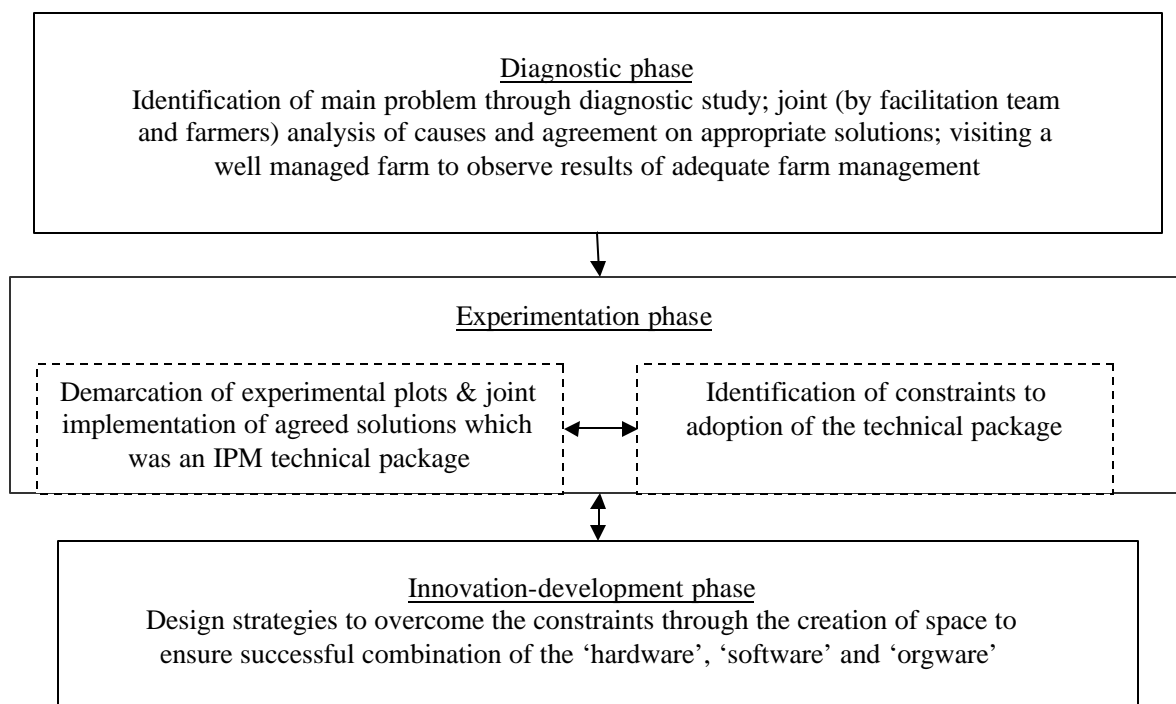 Diagnostic phase
Identification of main problem through diagnostic study; joint (by facilitation team
and farmers) analysis of causes and agreement on appropriate solutions; visiting a
well managed farm to observe results of adequate farm management
Experimentation phase
Demarcation of experimental plots & joint
implementation of agreed solutions which
was an IPM technical package
Identification of constraints to
adoption of the technical package
Innovation-development phase
Design strategies to overcome the constraints through the creation of space to
ensure successful combination of the ‘hardware’, ‘software’ and ‘orgware’